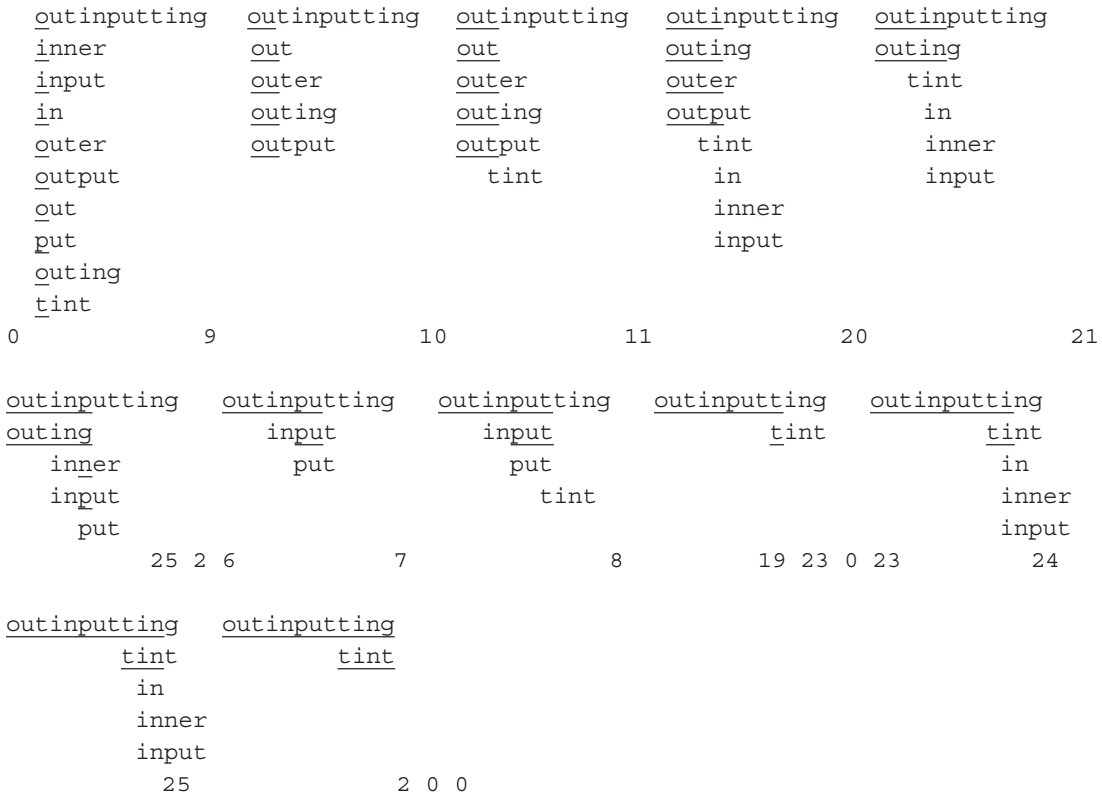 outinputting outinputting outinputting outinputting outinputting
inner out out outing outing
input outer outer outer tint
in outing outing output in
outer output output tint inner
output tint in input
out inner
put input
outing
tint
0 9 10 11 20 21
outinputting outinputting outinputting outinputting outinputting
outing input input tint tint
inner put put in
input tint inner
put input
25 2 6 7 8 19 23 0 23 24
outinputting outinputting
tint tint
in
inner
input
25 2 0 0